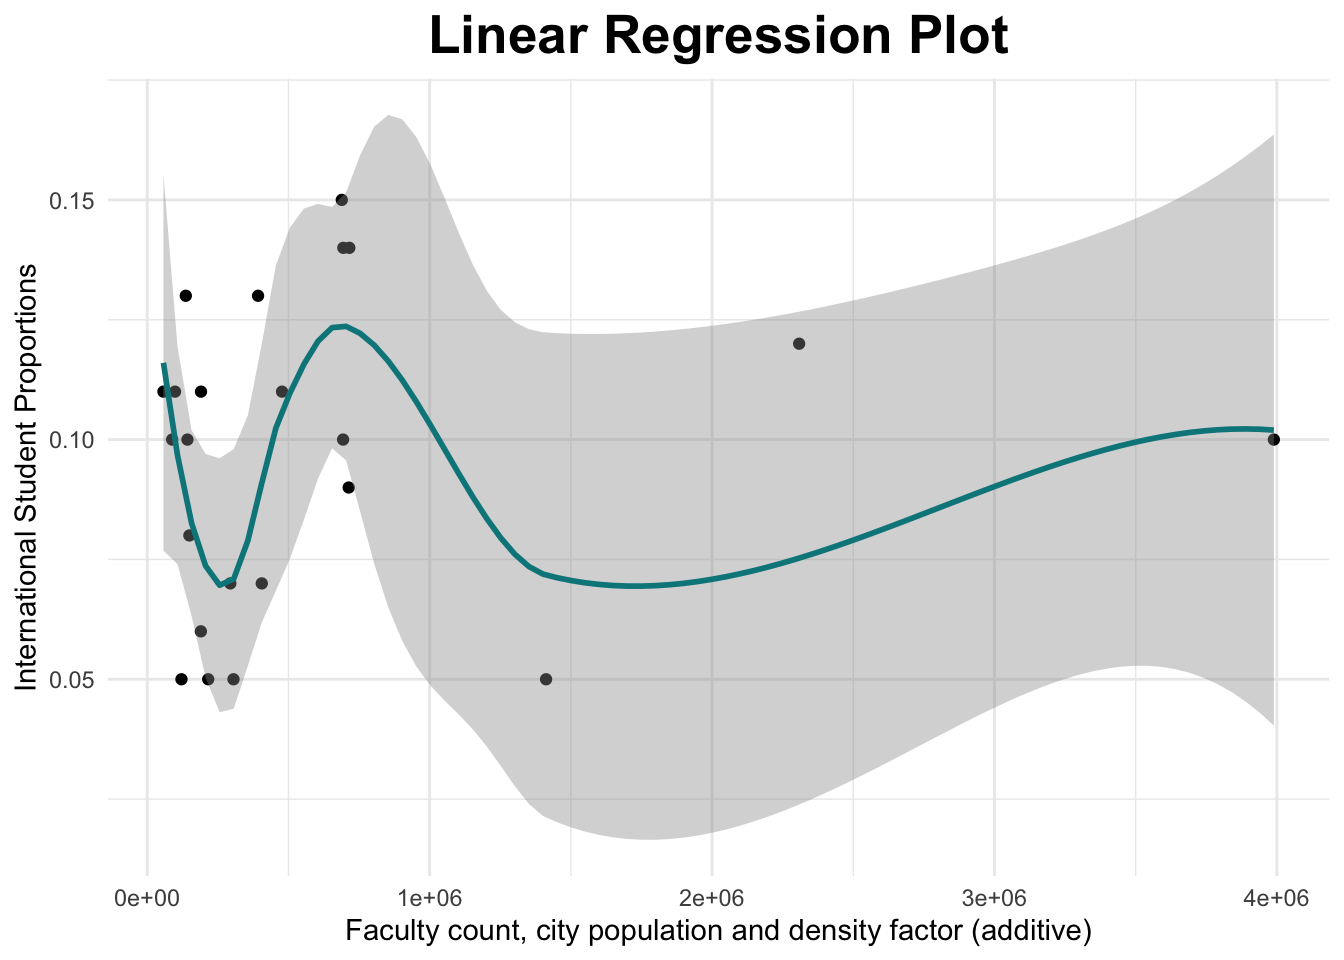 Linear Regression Plot
International Student Proportions
0.15
0.10
0.05
0e+00
1e+06
2e+06
3e+06
4e+06
Faculty count, city population and density factor (additive)